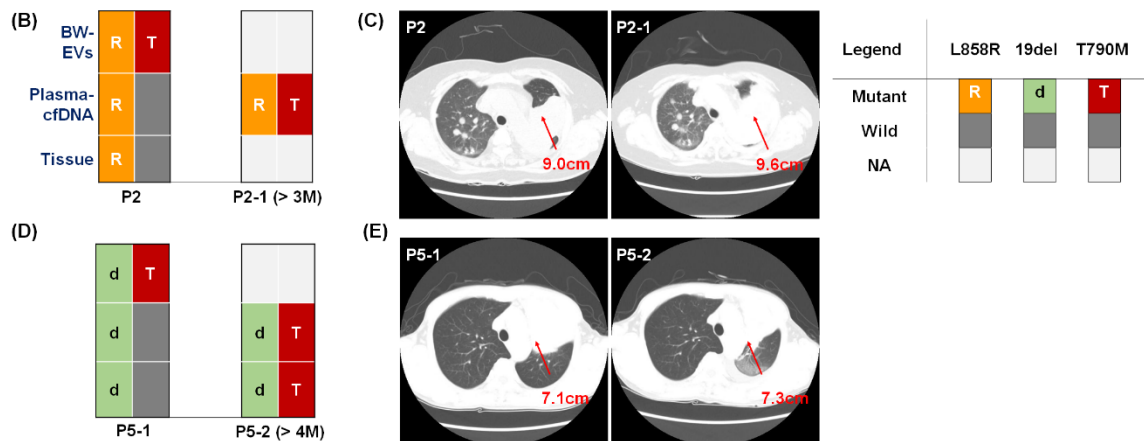 (B)
BW-
EVs
R T
Plasma-
cfDNA
R
R T
Tissue
R
P2
P2-1 (> 3M)
(C)
P2
9.0cm
P2-1
9.6cm
Legend
L858R 19del T790M
Mutant
R d T
Wild
NA
(D)
d T
d
d T
d
d T
P5-1
P5-2 (> 4M)
(E)
P5-1
7.1cm
P5-2
7.3cm